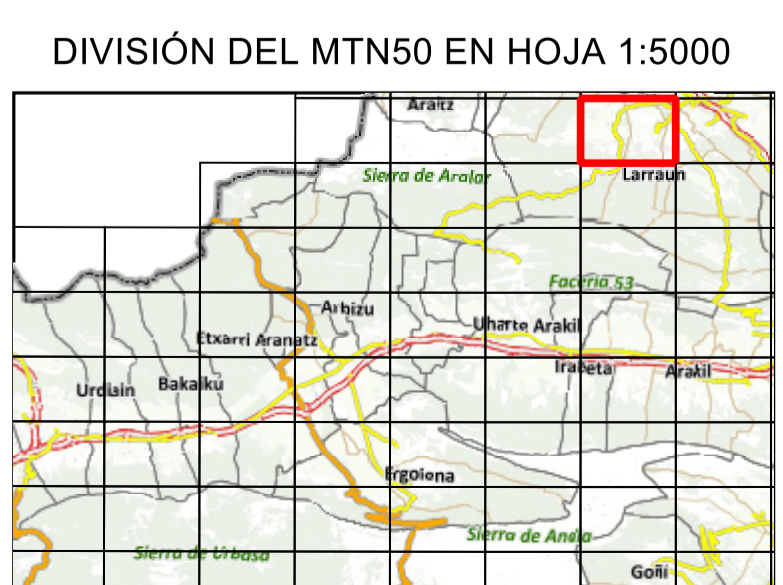 DIVISIÓN DEL MTN50 EN HOJA 1:5000
Araitz
Sierra de Aralar
Larraun
Facería 53
Arbizu
Uharte Arakil
Etxarri Aranatz
Irañeta
Arakil
Urdiain
Bakaiku
Ergoiena
Sierra de Andia
Sierra de Urbasa
Goñi